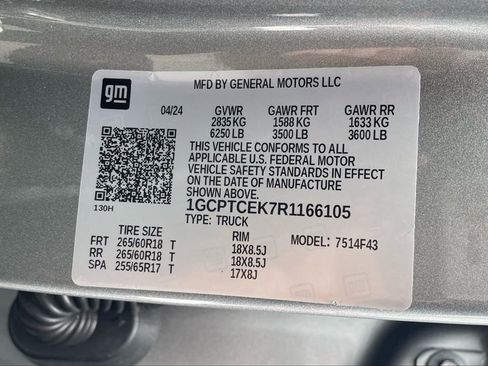 gm
MFD BY GENERAL MOTORS LLC
04/24 GVWR GAWR FRT GAWR RR
2835 KG 1588 KG 1633 KG
6250 LB 3500 LB 3600 LB
THIS VEHICLE CONFORMS TO ALL
APPLICABLE U.S. FEDERAL MOTOR
VEHICLE SAFETY STANDARDS IN EFFECT
ON THE DATE OF MANUFACTURE
SHOWN ABOVE.
130H
1GCPTCEK7R1166105
TYPE: TRUCK
TIRE SIZE RIM MODEL: 7514F43
FRT 265/60R18 T 18X8.5J
RR 265/60R18 T 18X8.5J
SPA 255/65R17 T 17X8J